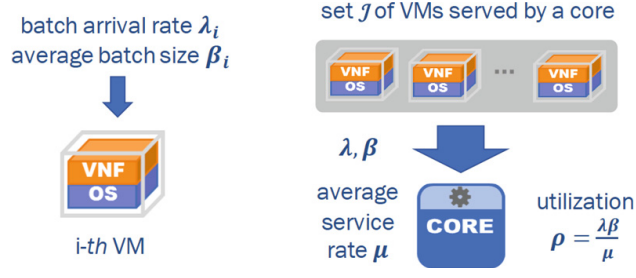 batch arrival rate λᵢ
average batch size βᵢ
VNF
OS
i-th VM
set 𝒥 of VMs served by a core
VNF
OS
VNF
OS
...
VNF
OS
λ, β
average
service
rate μ
CORE
utilization
ρ = λβ/μ